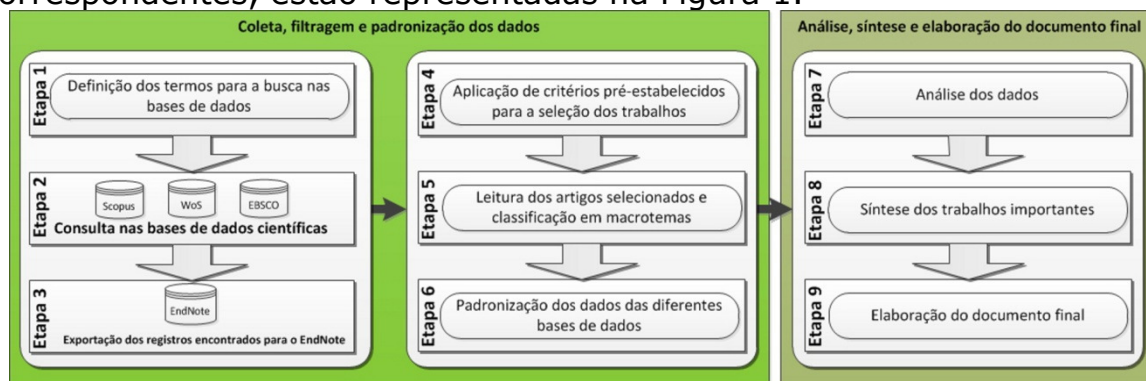 orrespondentes, estão representadas na Figura 1.
Coleta, filtragem e padronização dos dados
Etapa 1
Definição dos termos para a busca nas
bases de dados
Etapa 2
Scopus
WoS
EBSCO
Consulta nas bases de dados científicas
Etapa 3
EndNote
Exportação dos registros encontrados para o EndNote
Etapa 4
Aplicação de critérios pré-estabelecidos
para a seleção dos trabalhos
Etapa 5
Leitura dos artigos selecionados e
classificação em macrotemas
Etapa 6
Padronização dos dados das diferentes
bases de dados
Análise, síntese e elaboração do documento final
Etapa 7
Análise dos dados
Etapa 8
Síntese dos trabalhos importantes
Etapa 9
Elaboração do documento final